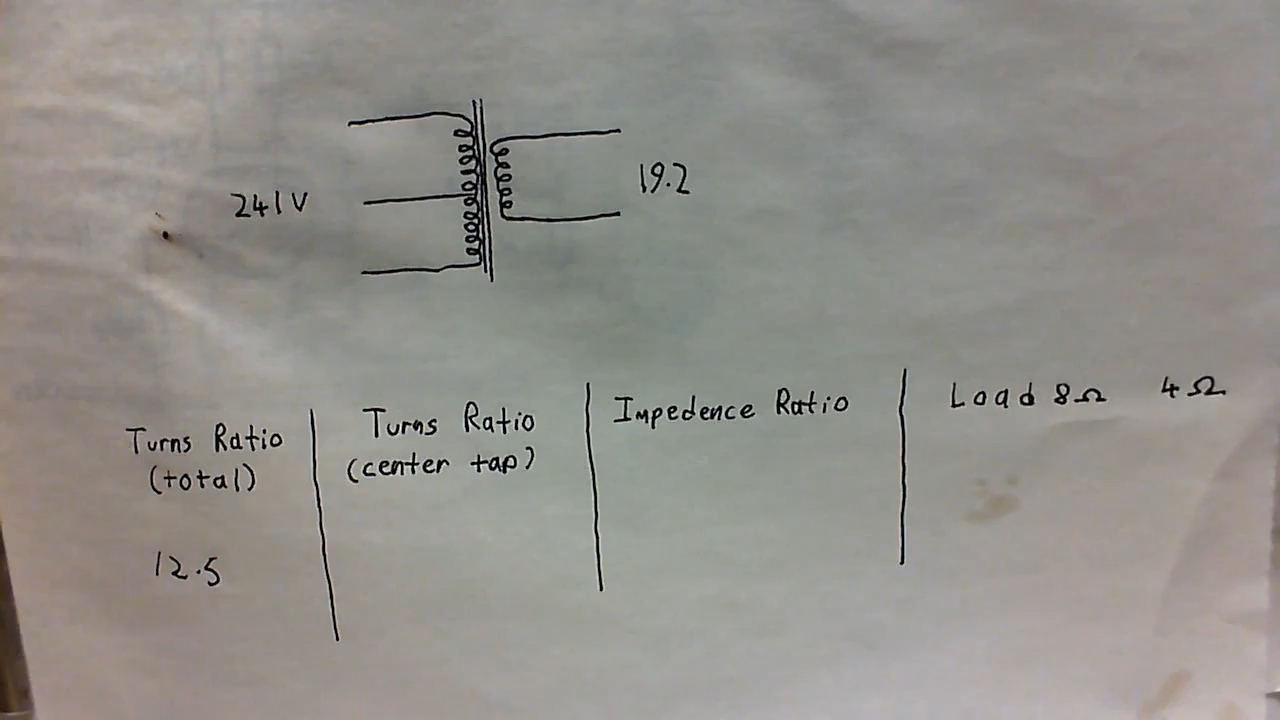 241V
19.2
Turns Ratio
(total)
Turns Ratio
(center tap)
Impedence Ratio
Load 8Ω 4Ω
12.5